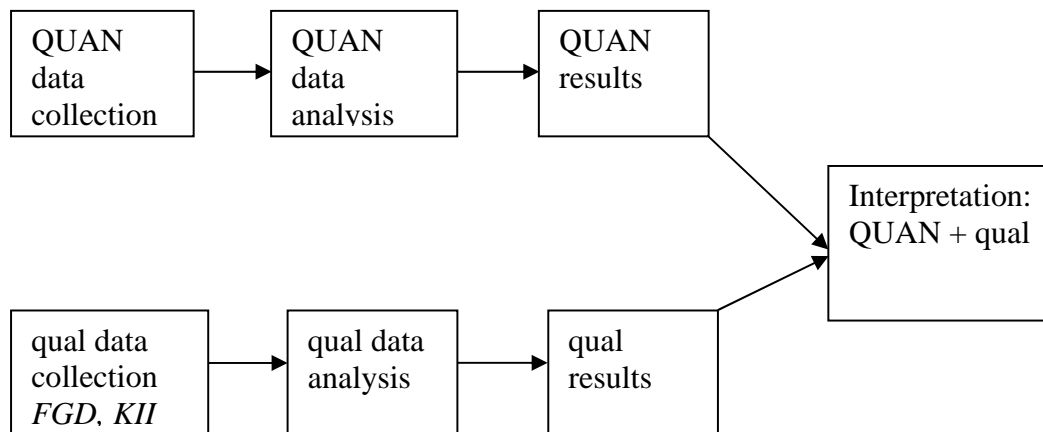 QUAN
data
collection
QUAN
data
analysis
QUAN
results
Interpretation:
QUAN + qual
qual data
collection
FGD, KII
qual data
analysis
qual
results